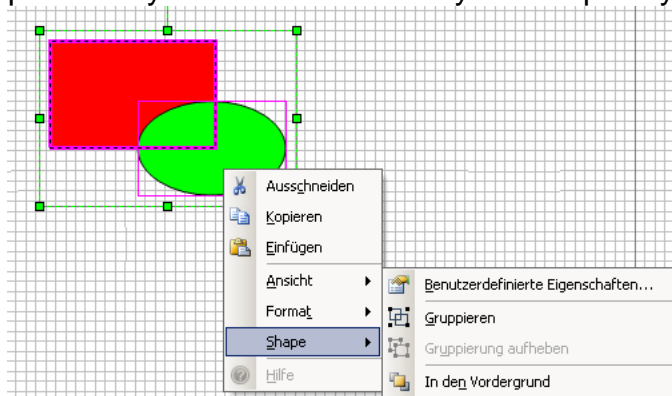 Ausschneiden
Kopieren
Einfügen
Ansicht
Format
Shape
Hilfe
Benutzerdefinierte Eigenschaften...
Gruppieren
Gruppierung aufheben
In den Vordergrund